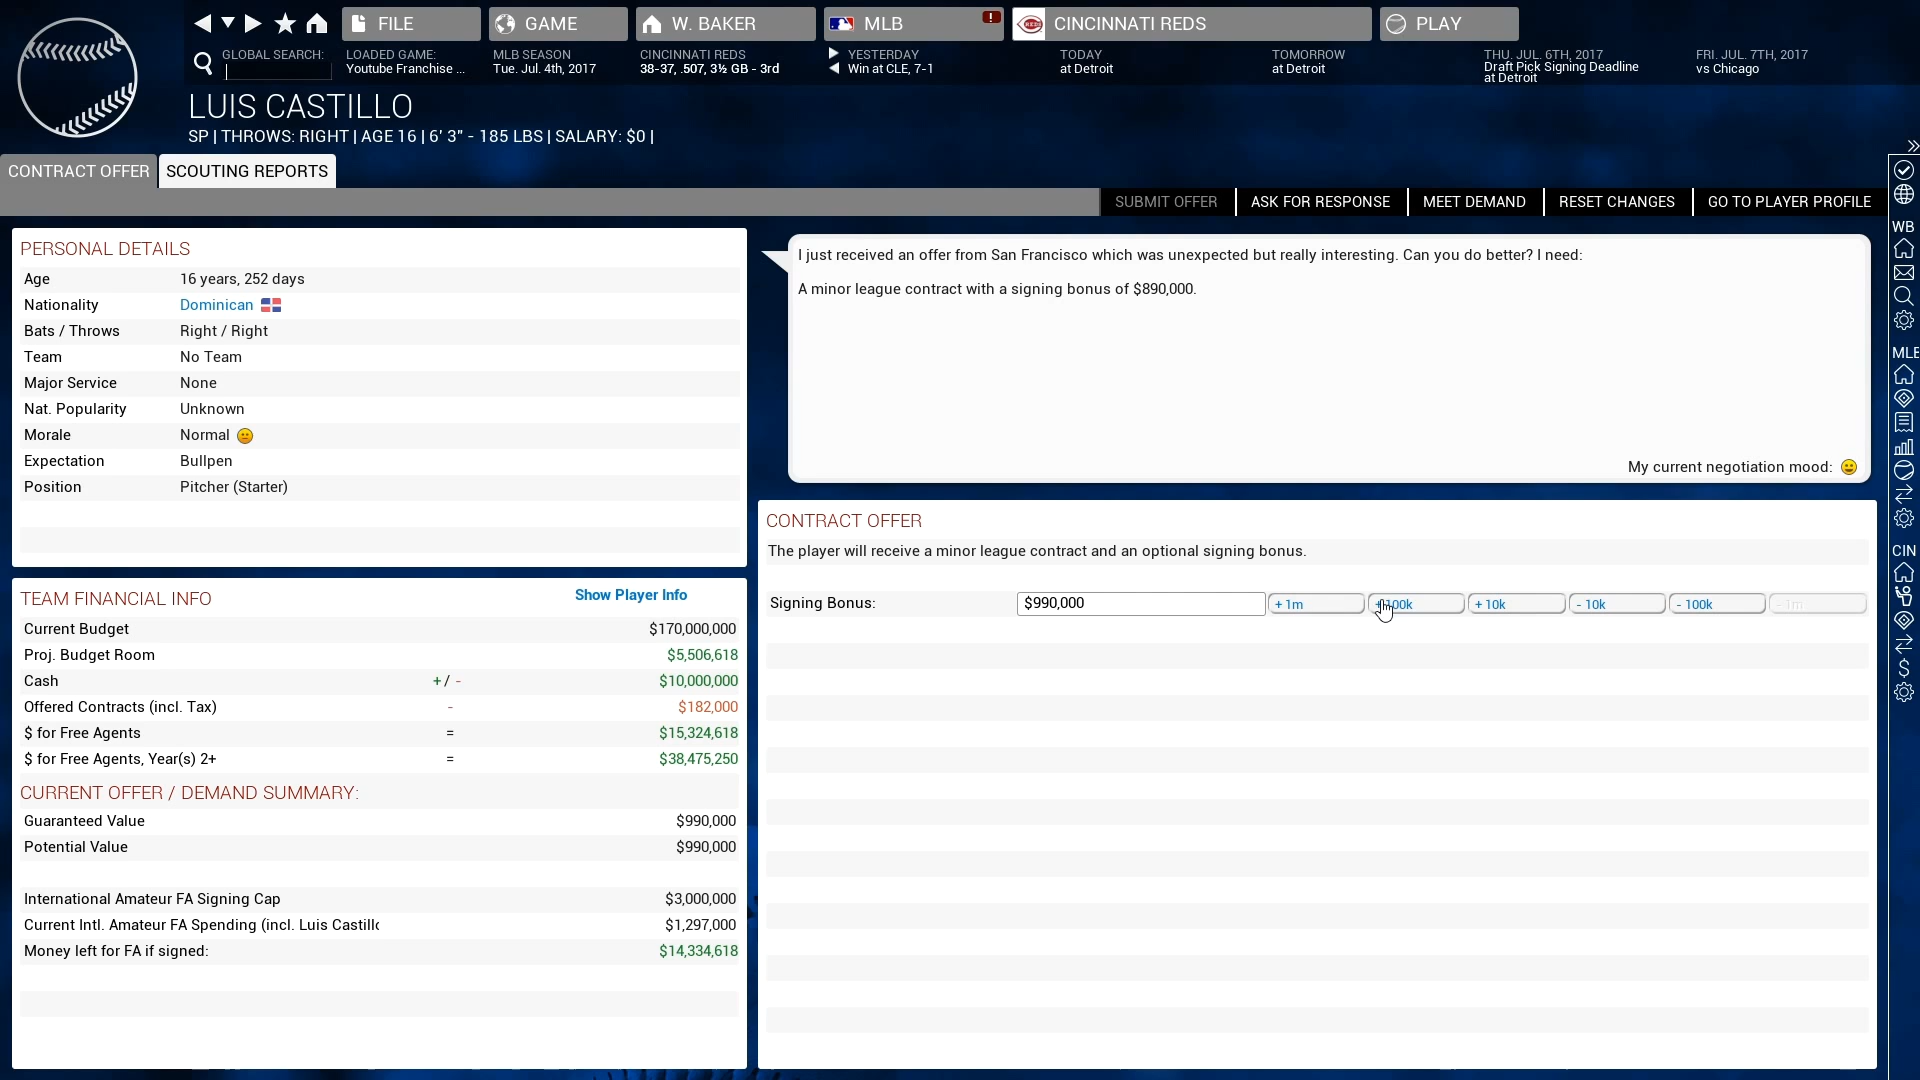 FILE
GAME
W. BAKER
MLB
!
REDS
CINCINNATI REDS
PLAY
GLOBAL SEARCH:
LOADED GAME:
Youtube Franchise ...
MLB SEASON
Tue. Jul. 4th, 2017
CINCINNATI REDS
38-37, .507, 3½ GB - 3rd
YESTERDAY
Win at CLE, 7-1
TODAY
at Detroit
TOMORROW
at Detroit
THU. JUL. 6TH, 2017
Draft Pick Signing Deadline
at Detroit
FRI. JUL. 7TH, 2017
vs Chicago
LUIS CASTILLO
SP | THROWS: RIGHT | AGE 16 | 6' 3" - 185 LBS | SALARY: $0 |
CONTRACT OFFER
SCOUTING REPORTS
SUBMIT OFFER
ASK FOR RESPONSE
MEET DEMAND
RESET CHANGES
GO TO PLAYER PROFILE
PERSONAL DETAILS
Age 16 years, 252 days
Nationality Dominican
Bats / Throws Right / Right
Team No Team
Major Service None
Nat. Popularity Unknown
Morale Normal
Expectation Bullpen
Position Pitcher (Starter)
I just received an offer from San Francisco which was unexpected but really interesting. Can you do better? I need:
A minor league contract with a signing bonus of $890,000.
My current negotiation mood:
TEAM FINANCIAL INFO
Show Player Info
Current Budget $170,000,000
Proj. Budget Room $5,506,618
Cash + / - $10,000,000
Offered Contracts (incl. Tax) - $182,000
$ for Free Agents = $15,324,618
$ for Free Agents, Year(s) 2+ = $38,475,250
CURRENT OFFER / DEMAND SUMMARY:
Guaranteed Value $990,000
Potential Value $990,000
International Amateur FA Signing Cap $3,000,000
Current Intl. Amateur FA Spending (incl. Luis Castillo $1,297,000
Money left for FA if signed: $14,334,618
CONTRACT OFFER
The player will receive a minor league contract and an optional signing bonus.
Signing Bonus: $990,000 + 1m + 100k + 10k - 10k - 100k - 1m
WB
MLB
CIN
$